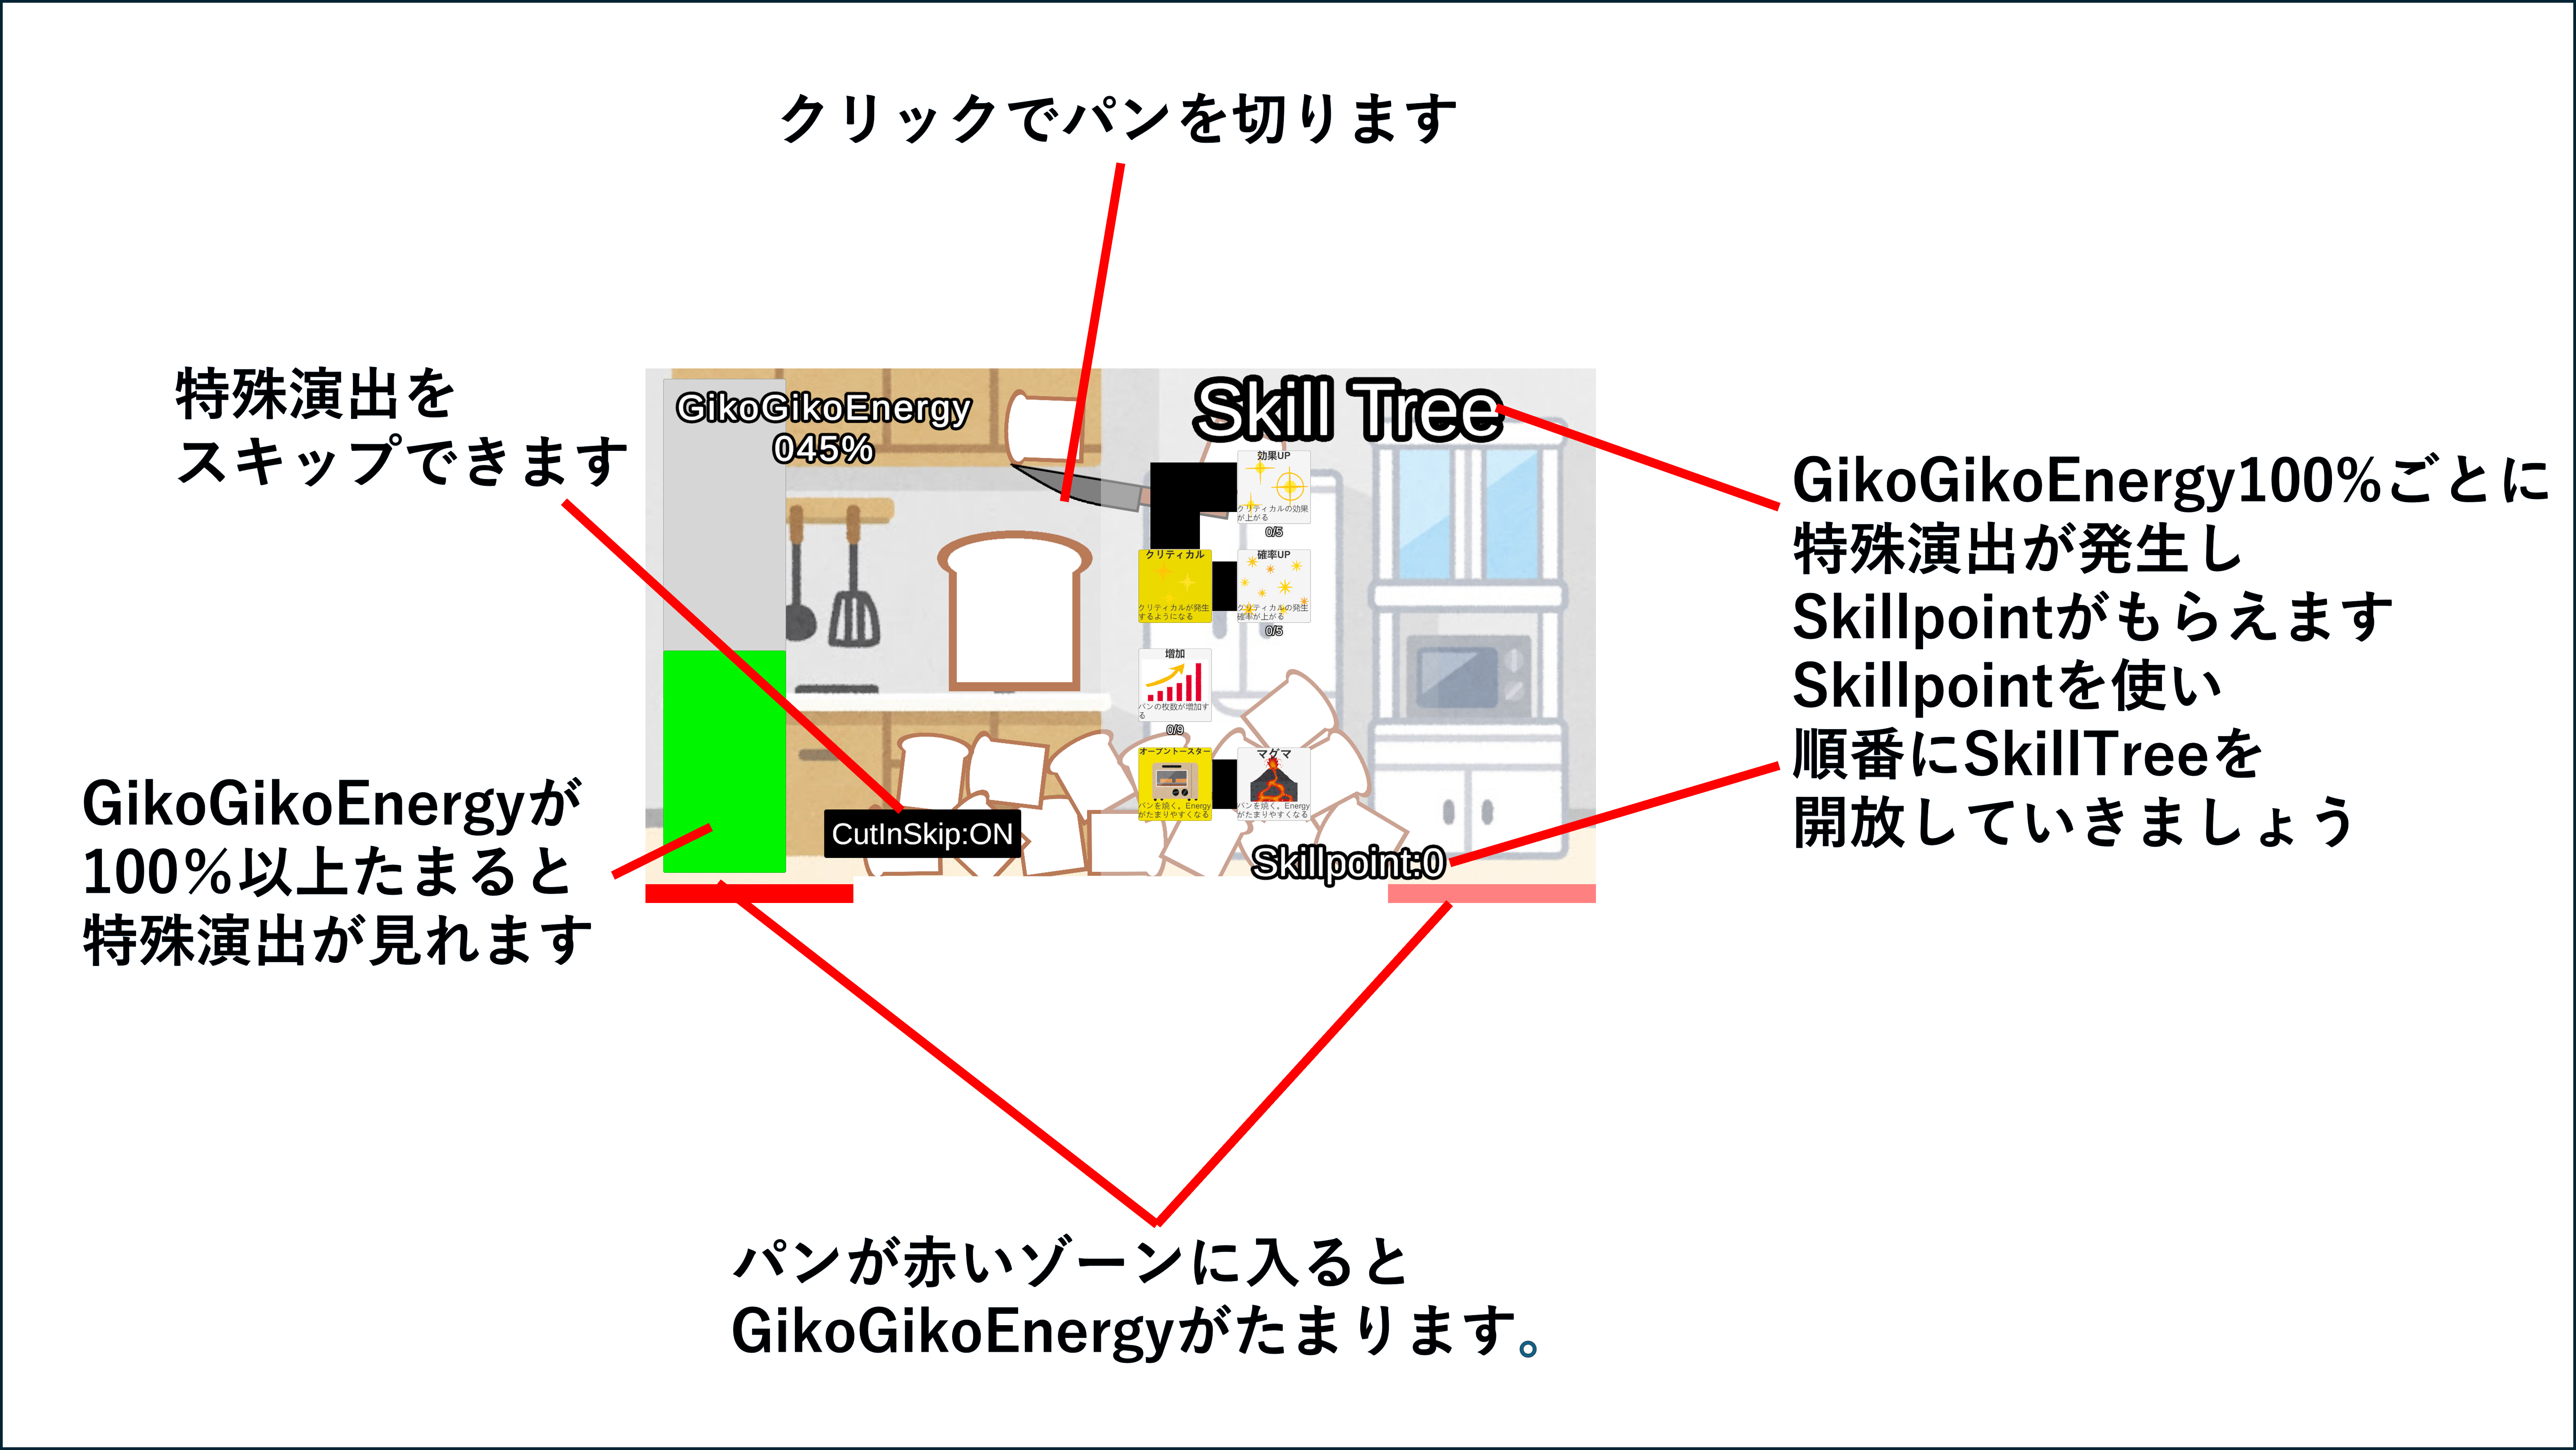 クリックでパンを切ります
特殊演出を
スキップできます
GikoGikoEnergyが
100%以上たまると
特殊演出が見れます
GikoGikoEnergy
045%
CutInSkip:ON
Skill Tree
効果UP
クリティカルの効果
が上がる
0/5
クリティカル
クリティカルが発生
するようになる
確率UP
クリティカルの発生
確率が上がる
0/5
増加
パンの枚数が増加す
る
0/9
オーブントースター
パンを焼く。Energy
がたまりやすくなる
マグマ
パンを焼く。Energy
がたまりやすくなる
Skillpoint:0
GikoGikoEnergy100%ごとに
特殊演出が発生し
Skillpointがもらえます
Skillpointを使い
順番にSkillTreeを
開放していきましょう
パンが赤いゾーンに入ると
GikoGikoEnergyがたまります。